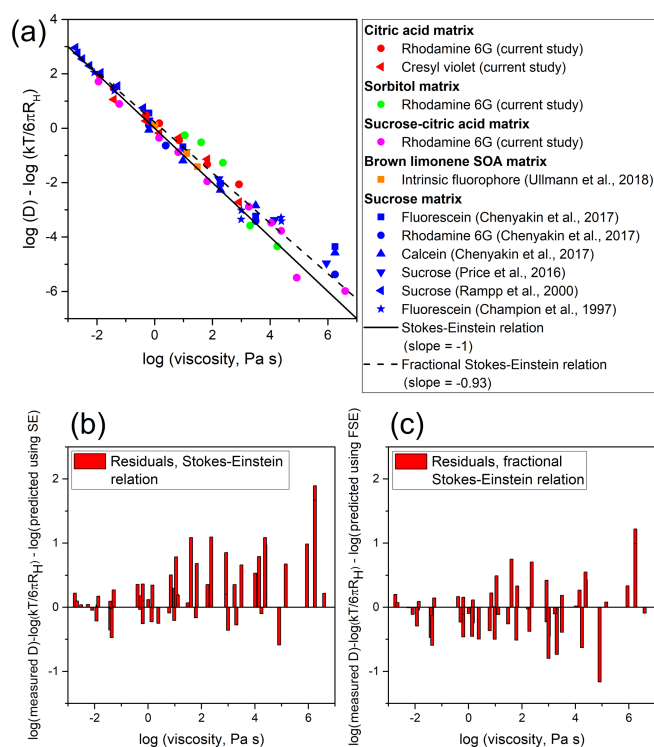 (a)
log (D) - log (kT/6πR_H)
4
2
0
-2
-4
-6
-2
0
2
4
6
log (viscosity, Pa s)
Citric acid matrix
Rhodamine 6G (current study)
Cresyl violet (current study)
Sorbitol matrix
Rhodamine 6G (current study)
Sucrose-citric acid matrix
Rhodamine 6G (current study)
Brown limonene SOA matrix
Intrinsic fluorophore (Ullmann et al., 2018)
Sucrose matrix
Fluorescein (Chenyakin et al., 2017)
Rhodamine 6G (Chenyakin et al., 2017)
Calcein (Chenyakin et al., 2017)
Sucrose (Price et al., 2016)
Sucrose (Rampp et al., 2000)
Fluorescein (Champion et al., 1997)
Stokes-Einstein relation
(slope = -1)
Fractional Stokes-Einstein relation
(slope = -0.93)
(b)
log(measured D)-log(kT/6πR_H) - log(predicted using SE)
2
1
0
-1
-2
0
2
4
6
log (viscosity, Pa s)
Residuals, Stokes-Einstein
relation
(c)
log(measured D)-log(kT/6πR_H) - log(predicted using FSE)
2
1
0
-1
-2
0
2
4
6
log (viscosity, Pa s)
Residuals, fractional
Stokes-Einstein relation